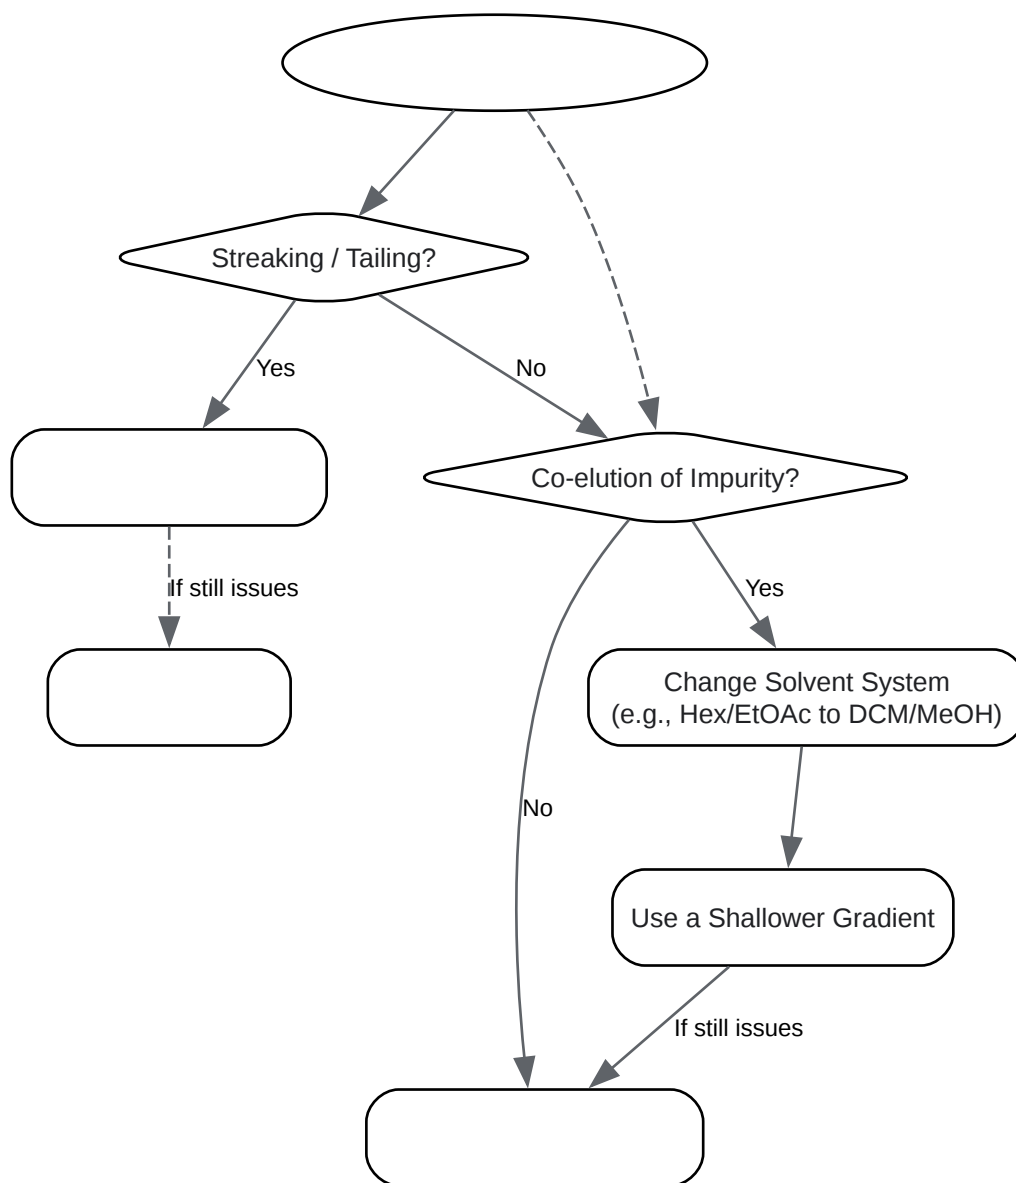 Streaking / Tailing?
Yes
No
Co-elution of Impurity?
If still issues
Yes
Change Solvent System
(e.g., Hex/EtOAc to DCM/MeOH)
No
Use a Shallower Gradient
If still issues